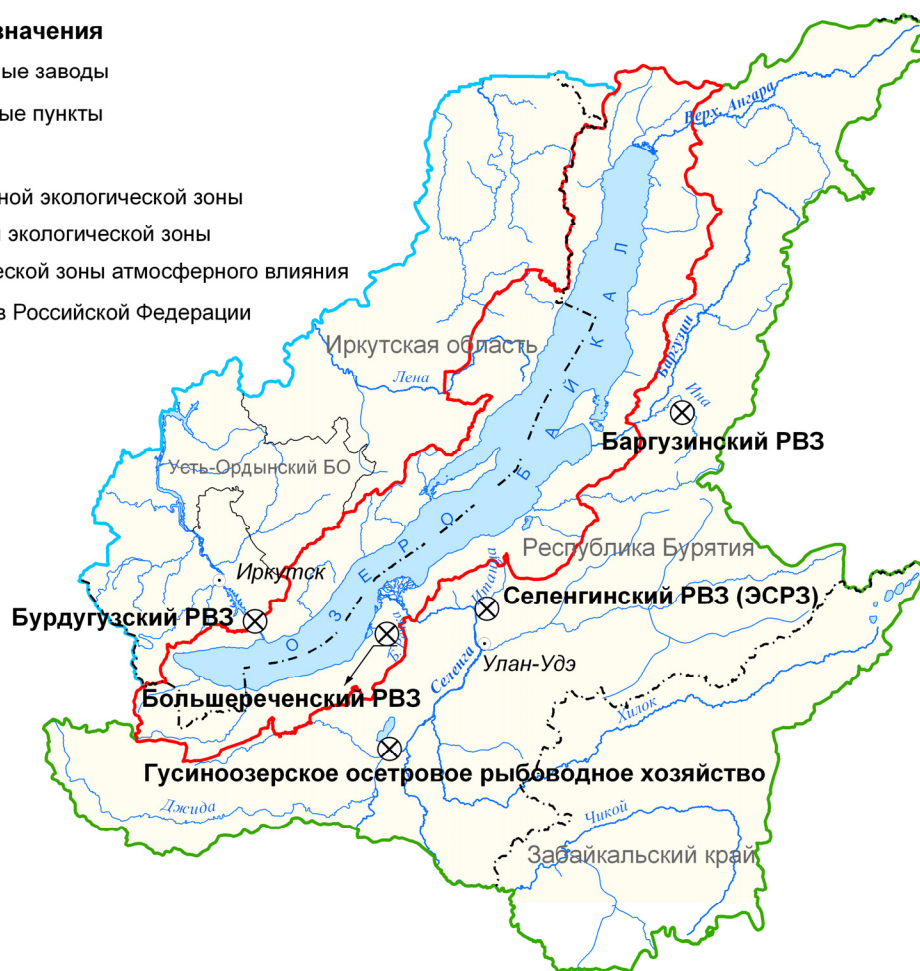 значения
ые заводы
ые пункты
ной экологической зоны
и экологической зоны
еской зоны атмосферного влияния
в Российской Федерации
Верх. Ангара
Иркутская область
Лена
Баргузин
Ина
Баргузинский РВЗ
Усть-Ордынский БО
ОЗЕРО БАЙКАЛ
Республика Бурятия
Иркутск
Итанца
Селенгинский РВЗ (ЭСРЗ)
Бурдугузский РВЗ
Селенга
Улан-Удэ
Большереченский РВЗ
Хилок
Гусиноозерское осетровое рыбоводное хозяйство
Джида
Чикой
Забайкальский край